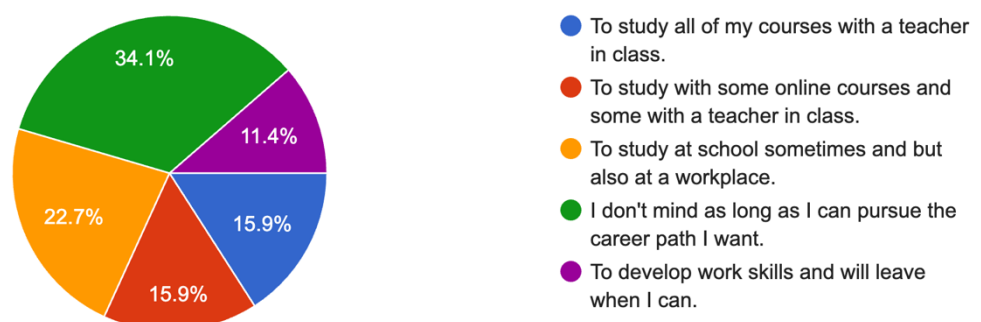 34.1%
11.4%
22.7%
15.9%
15.9%
To study all of my courses with a teacher
in class.
To study with some online courses and
some with a teacher in class.
To study at school sometimes and but
also at a workplace.
I don't mind as long as I can pursue the
career path I want.
To develop work skills and will leave
when I can.